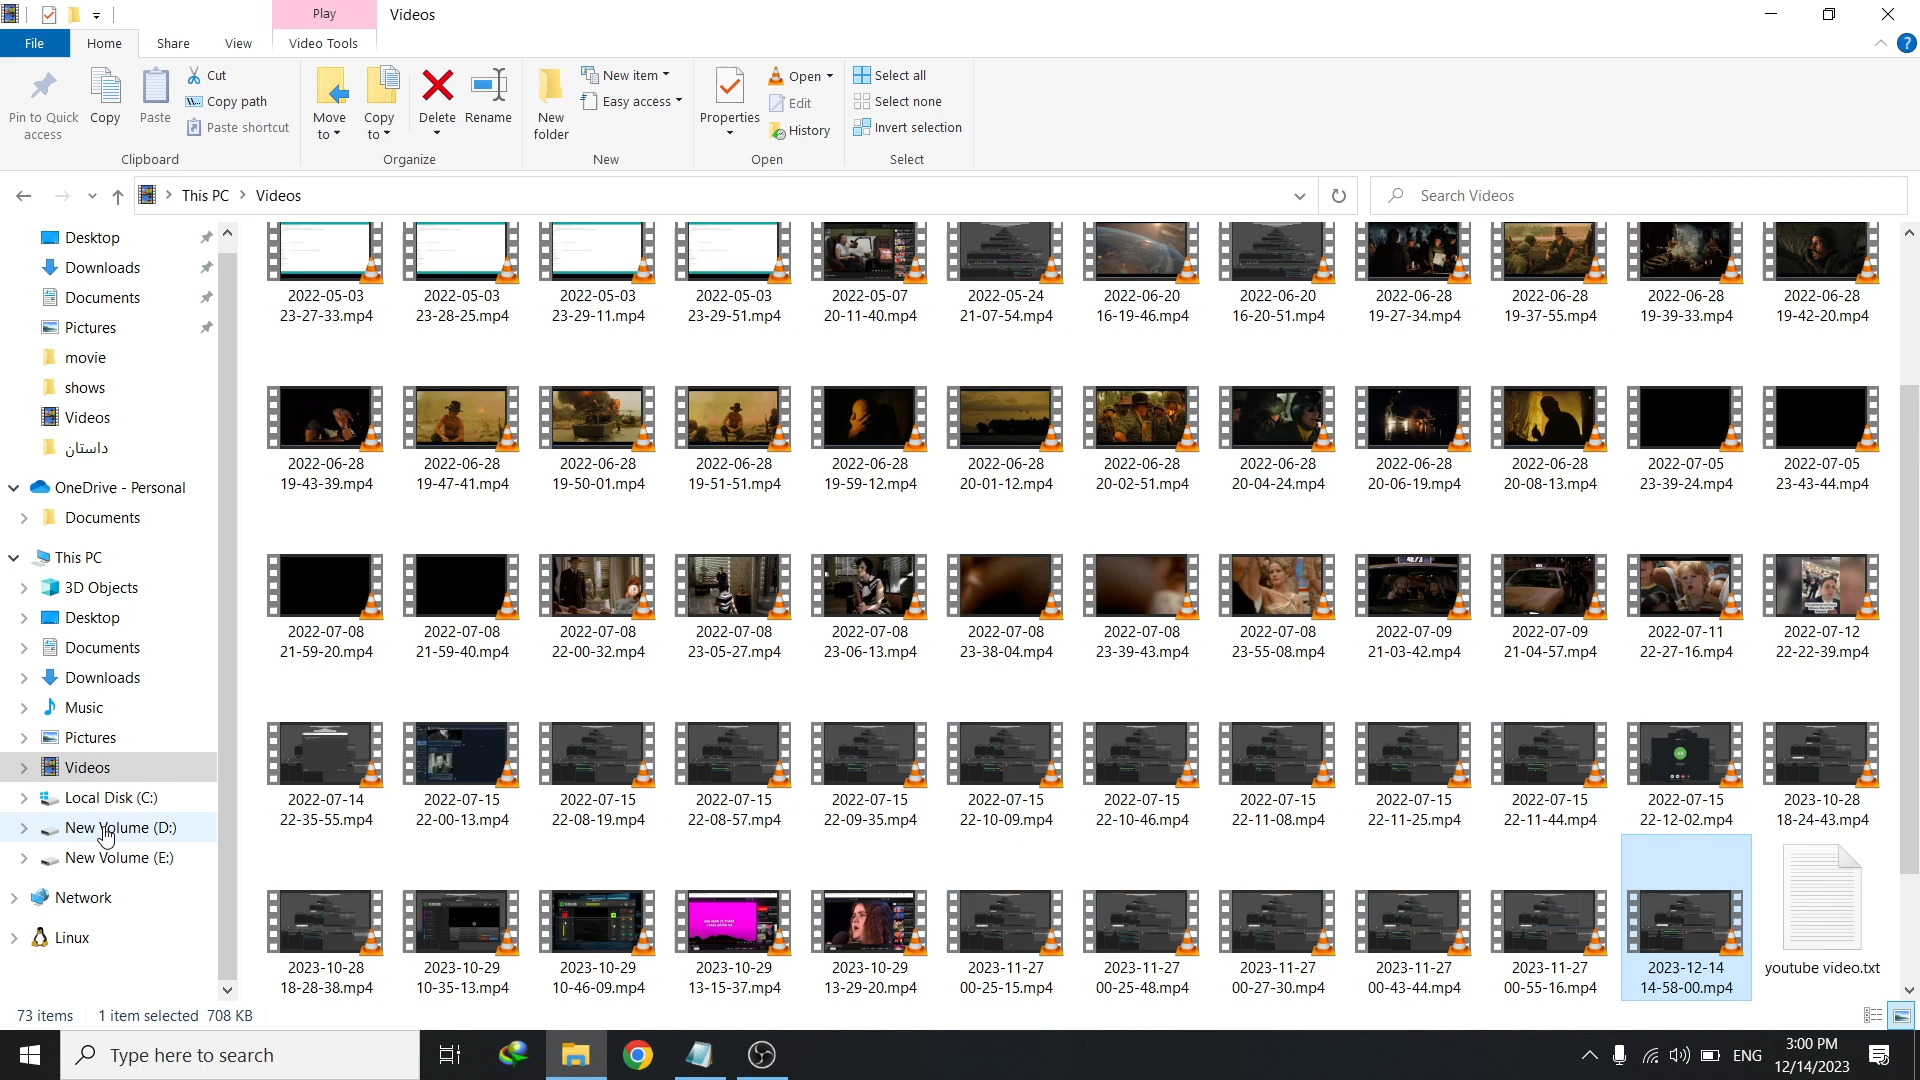 Play
Videos
File
Home
Share
View
Video Tools
Pin to Quick
access
Copy
Paste
Cut
Copy path
Paste shortcut
Clipboard
Move
to
Copy
to
Delete
Rename
Organize
New
folder
New item
Easy access
New
Properties
Open
Edit
History
Open
Select all
Select none
Invert selection
Select
This PC
Videos
Search Videos
Desktop
Downloads
Documents
Pictures
movie
shows
Videos
داستان
OneDrive - Personal
Documents
This PC
3D Objects
Desktop
Documents
Downloads
Music
Pictures
Videos
Local Disk (C:)
New Volume (D:)
New Volume (E:)
Network
Linux
2022-05-03 2022-05-03 2022-05-03 2022-05-03 2022-05-07 2022-05-24 2022-06-20 2022-06-20 2022-06-28 2022-06-28 2022-06-28 2022-06-28
23-27-33.mp4 23-28-25.mp4 23-29-11.mp4 23-29-51.mp4 20-11-40.mp4 21-07-54.mp4 16-19-46.mp4 16-20-51.mp4 19-27-34.mp4 19-37-55.mp4 19-39-33.mp4 19-42-20.mp4
2022-06-28 2022-06-28 2022-06-28 2022-06-28 2022-06-28 2022-06-28 2022-06-28 2022-06-28 2022-06-28 2022-06-28 2022-07-05 2022-07-05
19-43-39.mp4 19-47-41.mp4 19-50-01.mp4 19-51-51.mp4 19-59-12.mp4 20-01-12.mp4 20-02-51.mp4 20-04-24.mp4 20-06-19.mp4 20-08-13.mp4 23-39-24.mp4 23-43-44.mp4
2022-07-08 2022-07-08 2022-07-08 2022-07-08 2022-07-08 2022-07-08 2022-07-08 2022-07-08 2022-07-09 2022-07-09 2022-07-11 2022-07-12
21-59-20.mp4 21-59-40.mp4 22-00-32.mp4 23-05-27.mp4 23-06-13.mp4 23-38-04.mp4 23-39-43.mp4 23-55-08.mp4 21-03-42.mp4 21-04-57.mp4 22-27-16.mp4 22-22-39.mp4
2022-07-14 2022-07-15 2022-07-15 2022-07-15 2022-07-15 2022-07-15 2022-07-15 2022-07-15 2022-07-15 2022-07-15 2022-07-15 2023-10-28
22-35-55.mp4 22-00-13.mp4 22-08-19.mp4 22-08-57.mp4 22-09-35.mp4 22-10-09.mp4 22-10-46.mp4 22-11-08.mp4 22-11-25.mp4 22-11-44.mp4 22-12-02.mp4 18-24-43.mp4
2023-10-28 2023-10-29 2023-10-29 2023-10-29 2023-10-29 2023-11-27 2023-11-27 2023-11-27 2023-11-27 2023-11-27 2023-12-14 youtube video.txt
18-28-38.mp4 10-35-13.mp4 10-46-09.mp4 13-15-37.mp4 13-29-20.mp4 00-25-15.mp4 00-25-48.mp4 00-27-30.mp4 00-43-44.mp4 00-55-16.mp4 14-58-00.mp4
73 items
1 item selected 708 KB
Type here to search
ENG
3:00 PM
12/14/2023